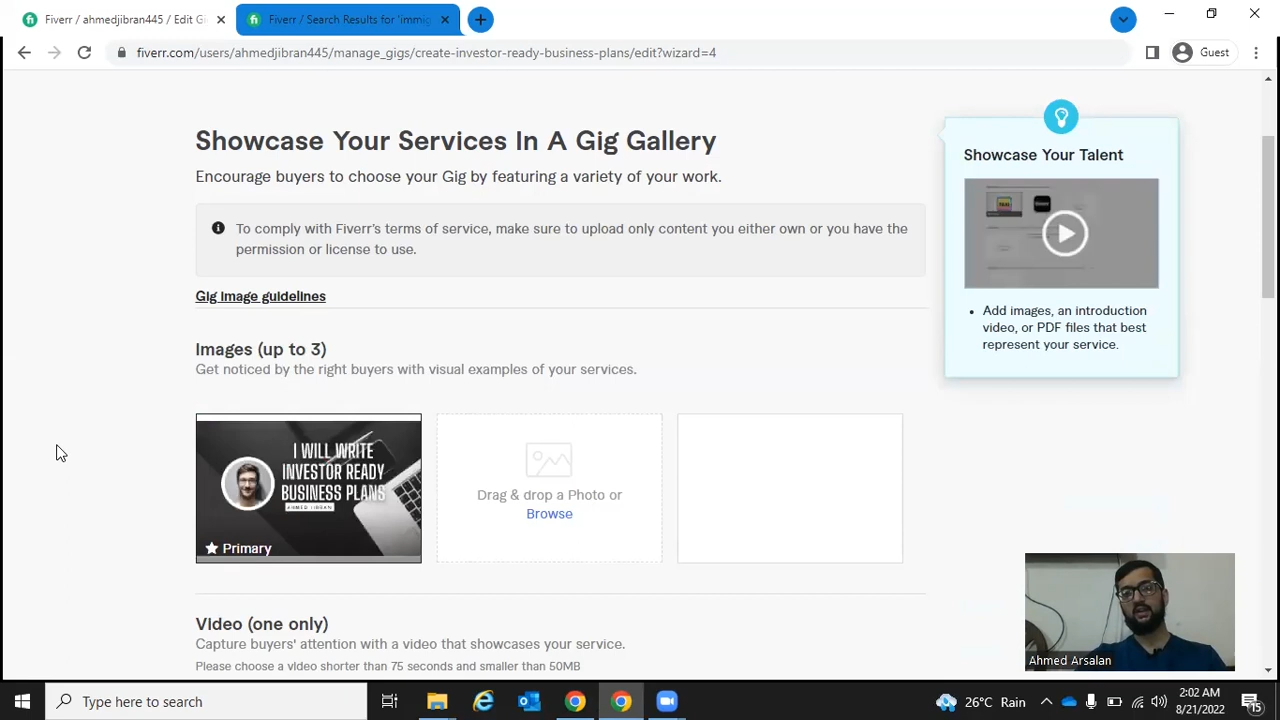 Fiverr / ahmedjibran445 / Edit Gi
Fiverr / Search Results for 'immig
fiverr.com/users/ahmedjibran445/manage_gigs/create-investor-ready-business-plans/edit?wizard=4
Guest
Showcase Your Services In A Gig Gallery
Encourage buyers to choose your Gig by featuring a variety of your work.
To comply with Fiverr's terms of service, make sure to upload only content you either own or you have the
permission or license to use.
Gig image guidelines
Showcase Your Talent
Add images, an introduction
video, or PDF files that best
represent your service.
Images (up to 3)
Get noticed by the right buyers with visual examples of your services.
I WILL WRITE
INVESTOR READY
BUSINESS PLANS
AHMED JIBRAN
Primary
Drag & drop a Photo or
Browse
Video (one only)
Capture buyers' attention with a video that showcases your service.
Please choose a video shorter than 75 seconds and smaller than 50MB
Ahmed Arsalan
Type here to search
26°C Rain
2:02 AM
8/21/2022
15